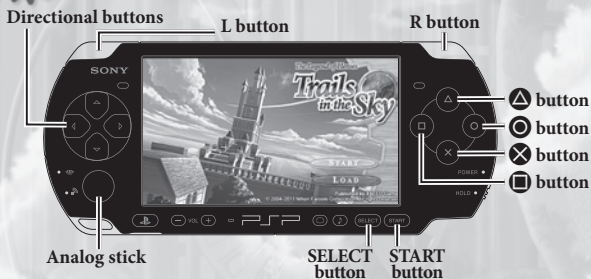 Directional buttons
L button
R button
SONY
The Legend of Heroes
Trails
in the Sky
START
LOAD
△ button
○ button
✕ button
□ button
POWER
HOLD
VOL
PSP
SELECT
START
Analog stick
SELECT
button
START
button